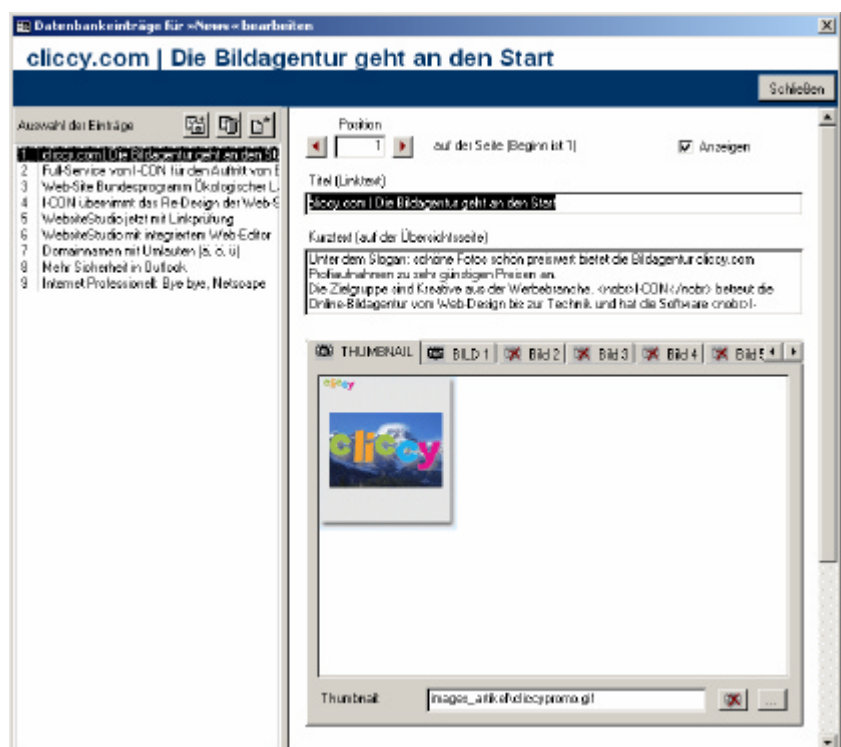 Datenbankeinträge für »News« bearbeiten
cliccy.com | Die Bildagentur geht an den Start
Schließen
Auswahl der Einträge
1 cliccy.com | Die Bildagentur geht an den St
2 Full-Service von I-CON für den Auftritt von E
3 Web-Site Bundesprogramm Ökologischer L
4 I-CON übernimmt das Re-Design der Web-S
5 WebsiteStudio jetzt mit Linkprüfung
6 WebsiteStudio mit integriertem Web-Editor
7 Domainnamen mit Umlauten (ä, ö, ü)
8 Mehr Sicherheit in Outlook
9 Internet Professionell: Bye bye, Netscape
Position
1 auf der Seite (Beginn ist 1)
Anzeigen
Titel (Linktext)
cliccy.com | Die Bildagentur geht an den Start
Kurztext (auf der Übersichtsseite)
Unter dem Slogan: schöne Fotos schön preiswert bietet die Bildagentur cliccy.com
Profiaufnahmen zu sehr günstigen Preisen an.
Die Zielgruppe sind Kreative aus der Werbebranche. <nobr>I-CON</nobr> betreut die
Online-Bildagentur vom Web-Design bis zur Technik und hat die Software <nobr>I-
THUMBNAIL BILD 1 Bild 2 Bild 3 Bild 4 Bild 5
cliccy
cliccy
Thumbnail: images_artikel\cliccypromo.gif ...